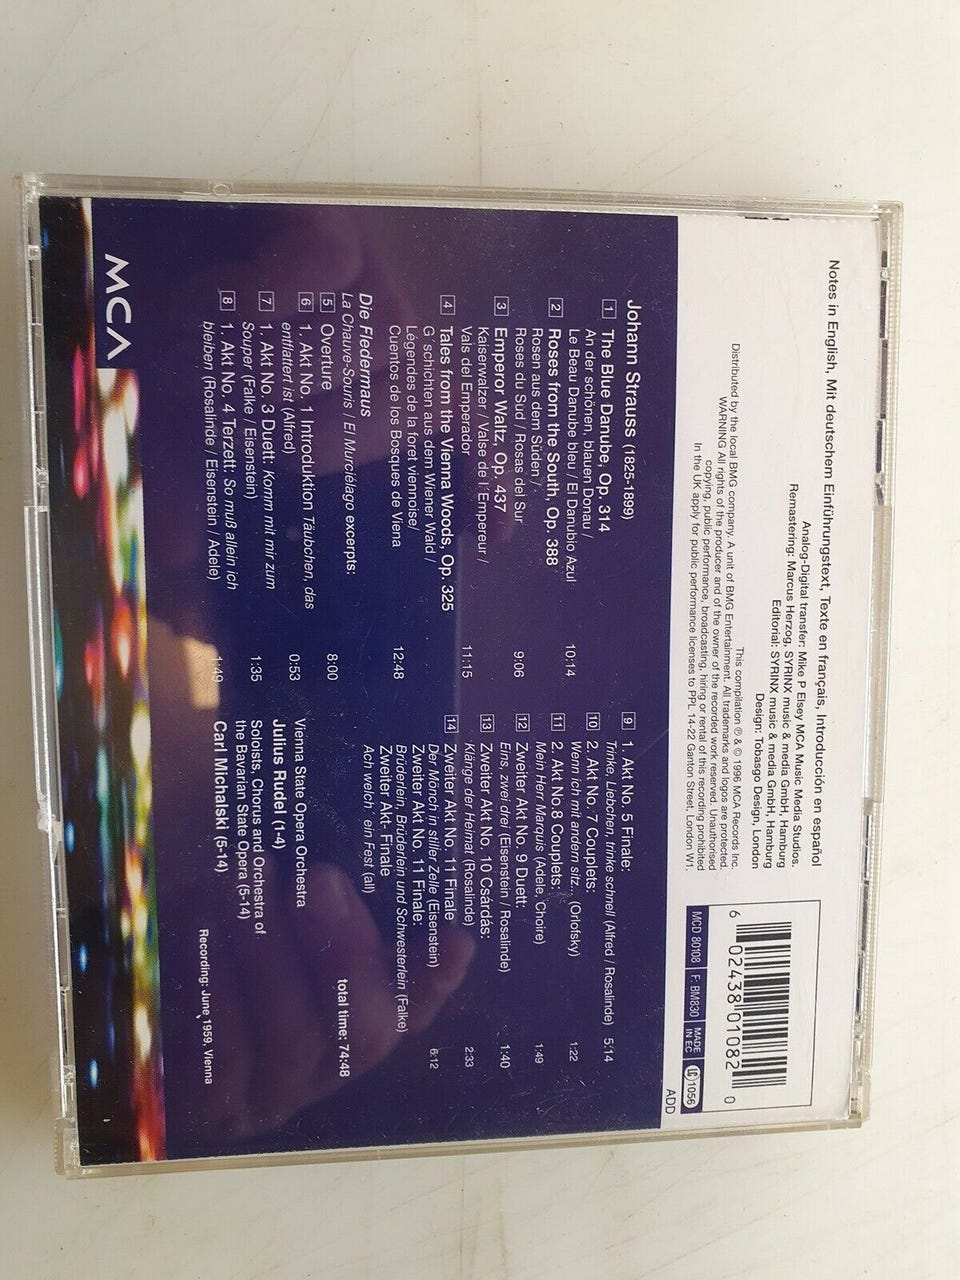 Notes in English, Mit deutschem Einführungstext, Texte en français, Introducción en español
Analog-Digital transfer: Mike P Elsey MCA Music Media Studios.
Remastering: Marcus Herzog, SYRINX music & media GmbH, Hamburg
Editorial: SYRINX music & media GmbH, Hamburg
Design: Tobasgo Design, London
This compilation ℗ & © 1996 MCA Records Inc.
Distributed by the local BMG company. A unit of BMG Entertainment. All trademarks and logos are protected.
WARNING All rights of the producer and of the owner of the recorded work reserved. Unauthorised
copying, public performance, broadcasting, hiring or rental of this recording prohibited
In the UK apply for public performance licenses to PPL 14-22 Ganton Street, London W1.
6 02438 01082 0
MCD 80108 F: BM830 MADE IN EC LC 1056
ADD
Johann Strauss (1825-1899)
1 The Blue Danube, Op. 314
An der schönen, blauen Donau /
Le Beau Danube bleu / El Danubio Azul 10:14
2 Roses from the South, Op. 388
Rosen aus dem Süden /
Roses du Sud / Rosas del Sur 9:06
3 Emperor Waltz, Op. 437
Kaiserwalzer / Valse de l'Empereur /
Vals del Emperador 11:15
4 Tales from the Vienna Woods, Op. 325
G'schichten aus dem Wiener Wald /
Légendes de la foret viennoise/
Cuentos de los Bosques de Viena 12:48
Die Fledermaus
La Chauve-Souris / El Murciélago excerpts:
5 Overture 8:00
6 1. Akt No. 1 Introduktion Täubchen, das
entflattert ist (Alfred) 0:53
7 1. Akt No. 3 Duett: Komm mit mir zum
Souper (Falke / Eisenstein) 1:35
8 1. Akt No. 4 Terzett: So muß allein ich
bleiben (Rosalinde / Eisenstein / Adele) 1:49
9 1. Akt No. 5 Finale:
Trinke, Liebchen, trinke schnell (Alfred / Rosalinde) 5:14
10 2. Akt No. 7 Couplets:
Wenn ich mit andern sitz... (Orlofsky) 1:22
11 2. Akt No.8 Couplets:
Mein Herr Marquis (Adele, Choire) 1:49
12 Zweiter Akt No. 9 Duett:
Eins, zwei drei (Eisenstein / Rosalinde) 1:40
13 Zweiter Akt No. 10 Csárdás:
Klänge der Heimat (Rosalinde) 2:33
14 Zweiter Akt No, 11 Finale
Der Mönch in stiller Zelle (Eisenstein)
Zweiter Akt No. 11 Finale:
Brüderlein, Brüderlein und Schwesterlein (Falke)
Zweiter Akt: Finale
Ach welch' ein Fest (all) 6:12
total time: 74:48
Vienna State Opera Orchestra
Julius Rudel (1-4)
Soloists, Chorus and Orchestra of
the Bavarian State Opera (5-14)
Carl Michalski (5-14)
Recording: June 1959, Vienna
MCA